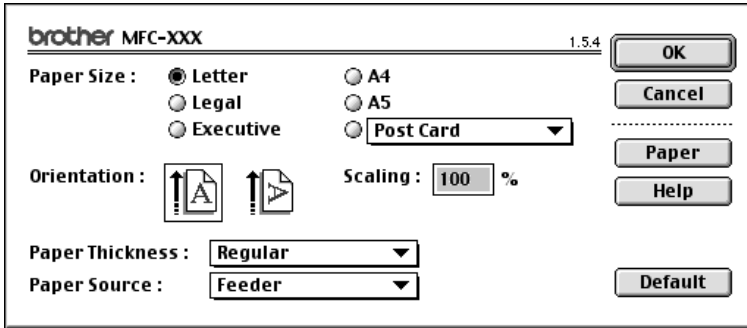 brother MFC-XXX 1.5.4 OK
Paper Size : Letter A4
Legal A5 Cancel
Executive Post Card
Paper
Orientation : A A Scaling : 100 %
Help
Paper Thickness : Regular
Paper Source : Feeder Default